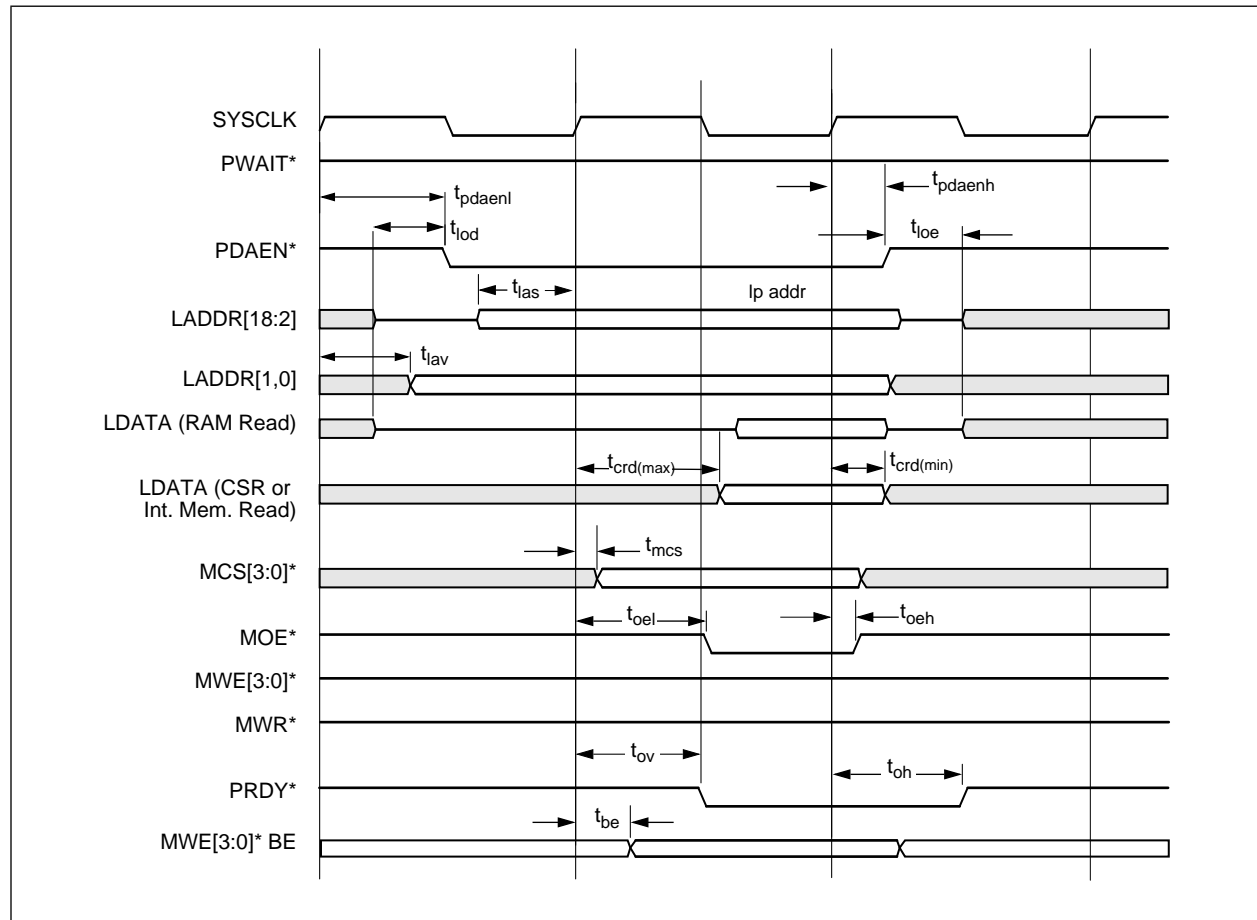 SYSCLK
PWAIT*
tpdaenl
tpdaenh
tlod
tloe
PDAEN*
tlas
lp addr
LADDR[18:2]
tlav
LADDR[1,0]
LDATA (RAM Read)
tcrd(max)
tcrd(min)
LDATA (CSR or
Int. Mem. Read)
tmcs
MCS[3:0]*
toel
toeh
MOE*
MWE[3:0]*
MWR*
tov
toh
PRDY*
tbe
MWE[3:0]* BE